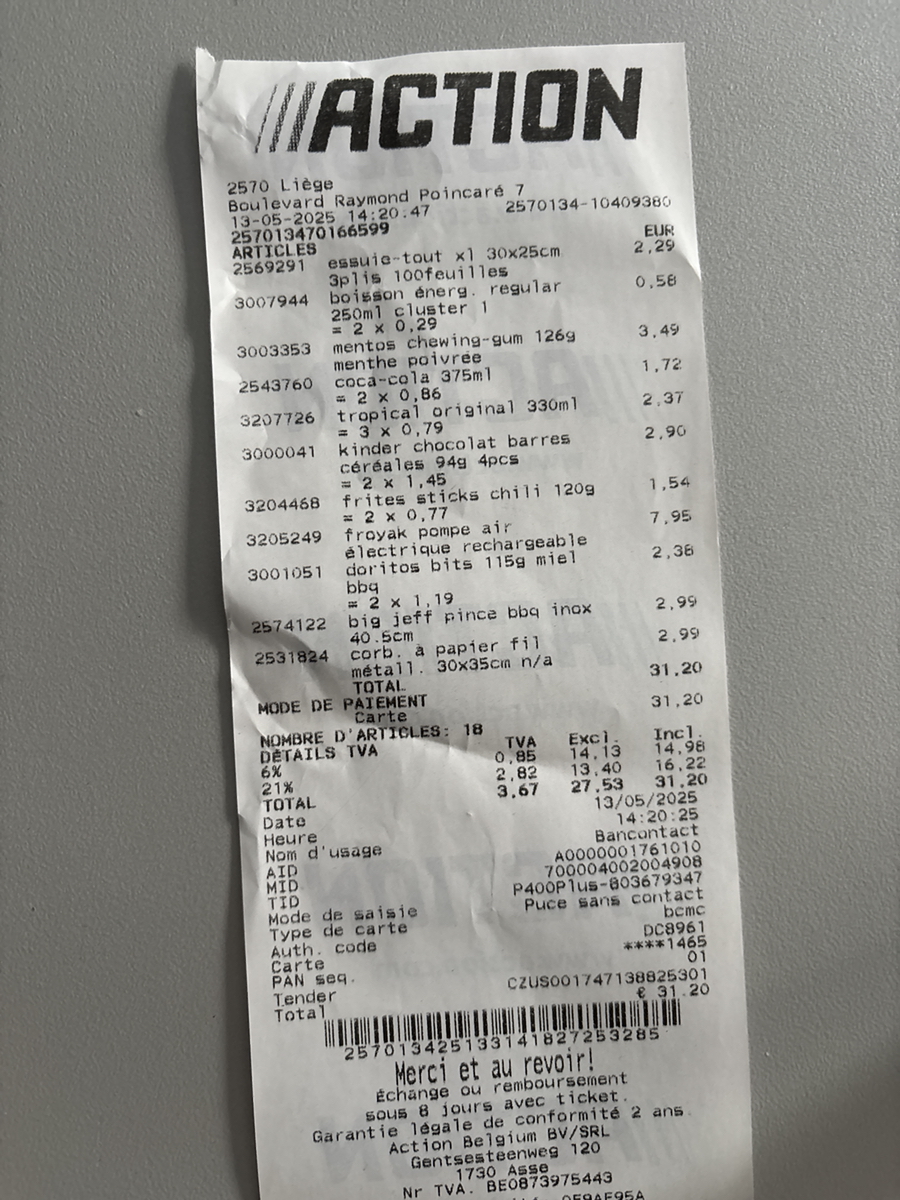 ///ACTION
2570 Liège
Boulevard Raymond Poincaré 7
13-05-2025 14:20.47 2570134-10409380
257013470166599
ARTICLES EUR
2569291 essuie-tout xl 30x25cm 2,29
3plis 100feuilles
3007944 boisson énerg. regular 0,58
250ml cluster 1
= 2 x 0,29
3003353 mentos chewing-gum 126g 3,49
menthe poivrée
2543760 coca-cola 375ml 1,72
= 2 x 0,86
3207726 tropical original 330ml 2,37
= 3 x 0,79
3000041 kinder chocolat barres 2,90
céréales 94g 4pcs
= 2 x 1,45
3204468 frites sticks chili 120g 1,54
= 2 x 0,77
3205249 froyak pompe air 7,95
électrique rechargeable
3001051 doritos bits 115g miel 2,38
bbq
= 2 x 1,19
2574122 big jeff pince bbq inox 2,99
40.5cm
2531824 corb. à papier fil 2,99
métall. 30x35cm n/a
TOTAL 31,20
MODE DE PAIEMENT
Carte 31,20
NOMBRE D'ARTICLES: 18
DÉTAILS TVA TVA Excl. Incl.
6% 0,85 14,13 14,98
21% 2,82 13,40 16,22
TOTAL 3,67 27,53 31,20
Date 13/05/2025
Heure 14:20:25
Nom d'usage Bancontact
AID A0000001761010
MID 700004002004908
TID P400Plus-803679347
Mode de saisie Puce sans contact
Type de carte bcmc
Auth. code DC8961
Carte ****1465
PAN seq. 01
Tender CZUS001747138825301
Total € 31.20
257013425133141827253285
Merci et au revoir!
Échange ou remboursement
sous 8 jours avec ticket.
Garantie légale de conformité 2 ans.
Action Belgium BV/SRL
Gentsesteenweg 120
1730 Asse
Nr TVA. BE0873975443